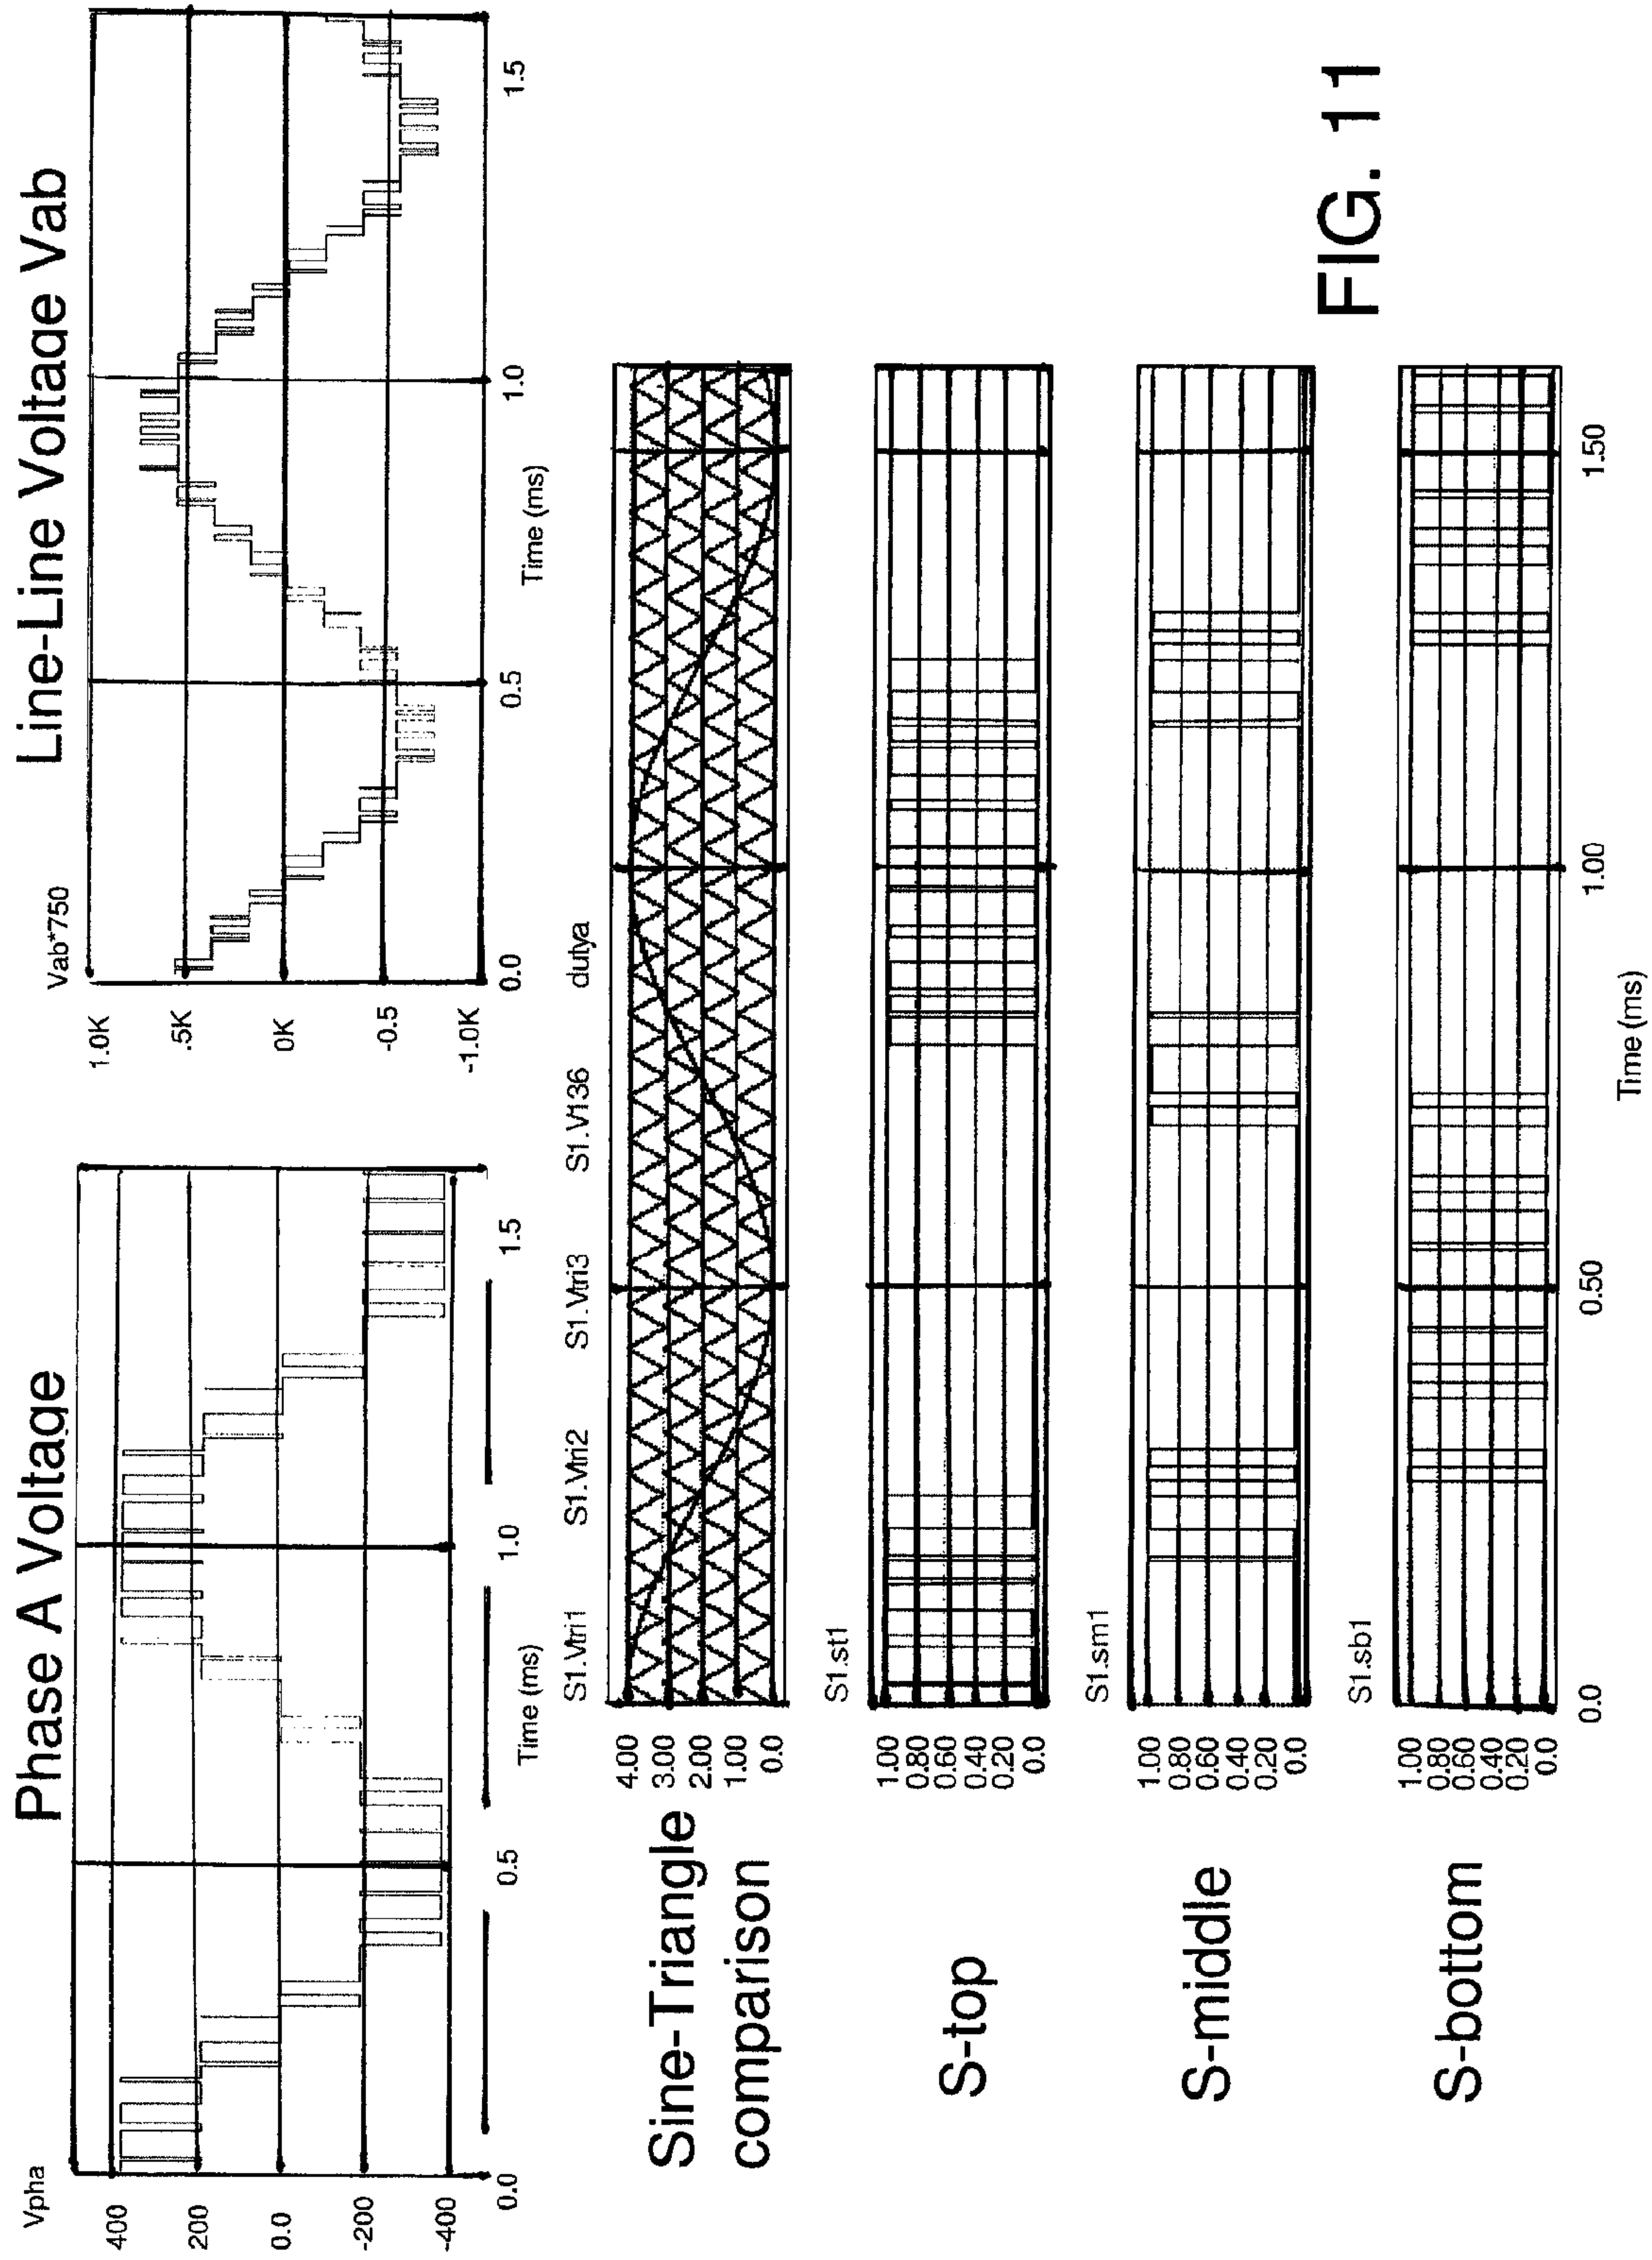 Phase A Voltage
Vpha
400
200
0.0
-200
-400
0.0
0.5
1.0
1.5
Time (ms)
Line-Line Voltage Vab
Vab*750
1.0K
.5K
0K
-0.5
-1.0K
0.0
0.5
1.0
1.5
Time (ms)
Sine-Triangle
comparison
S1.Vtri1 S1.Vtri2 S1.Vtri3 S1.V136 dutya
4.00
3.00
2.00
1.00
0.0
S-top
S1.st1
1.00
0.80
0.60
0.40
0.20
0.0
S-middle
S1.sm1
1.00
0.80
0.60
0.40
0.20
0.0
S-bottom
S1.sb1
1.00
0.80
0.60
0.40
0.20
0.0
0.0
0.50
1.00
1.50
Time (ms)
FIG. 11